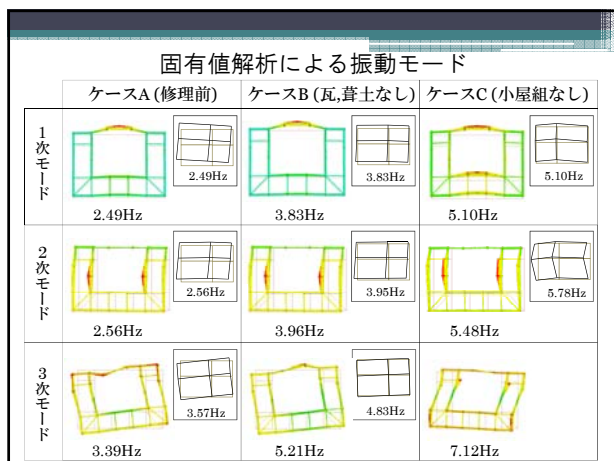 固有値解析による振動モード
ケースA (修理前)
ケースB (瓦,葺土なし)
ケースC (小屋組なし)
1次モード
2.49Hz
2.49Hz
3.83Hz
3.83Hz
5.10Hz
5.10Hz
2次モード
2.56Hz
2.56Hz
3.95Hz
3.96Hz
5.78Hz
5.48Hz
3次モード
3.57Hz
3.39Hz
4.83Hz
5.21Hz
7.12Hz